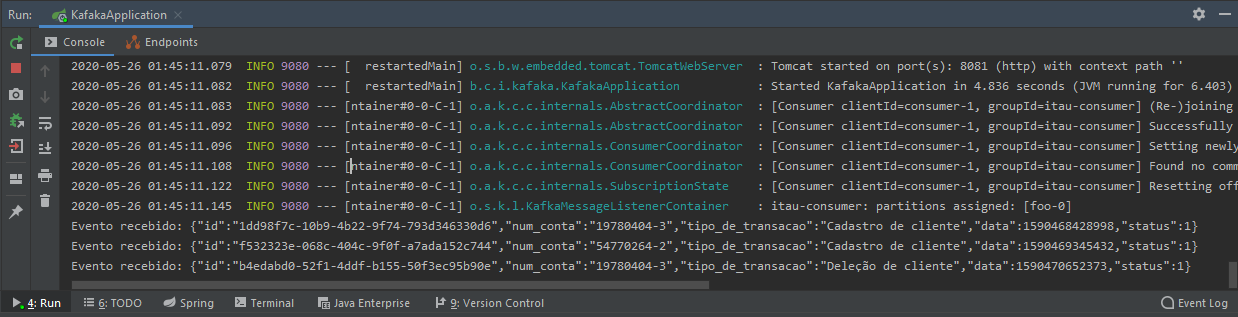 Run: KafakaApplication
Console Endpoints
2020-05-26 01:45:11.079 INFO 9080 --- [ restartedMain] o.s.b.w.embedded.tomcat.TomcatWebServer : Tomcat started on port(s): 8081 (http) with context path ''
2020-05-26 01:45:11.082 INFO 9080 --- [ restartedMain] b.c.i.kafaka.KafakaApplication : Started KafakaApplication in 4.836 seconds (JVM running for 6.403)
2020-05-26 01:45:11.083 INFO 9080 --- [ntainer#0-0-C-1] o.a.k.c.c.internals.AbstractCoordinator : [Consumer clientId=consumer-1, groupId=itau-consumer] (Re-)joining
2020-05-26 01:45:11.092 INFO 9080 --- [ntainer#0-0-C-1] o.a.k.c.c.internals.AbstractCoordinator : [Consumer clientId=consumer-1, groupId=itau-consumer] Successfully
2020-05-26 01:45:11.096 INFO 9080 --- [ntainer#0-0-C-1] o.a.k.c.c.internals.ConsumerCoordinator : [Consumer clientId=consumer-1, groupId=itau-consumer] Setting newly
2020-05-26 01:45:11.108 INFO 9080 --- [ntainer#0-0-C-1] o.a.k.c.c.internals.ConsumerCoordinator : [Consumer clientId=consumer-1, groupId=itau-consumer] Found no comm
2020-05-26 01:45:11.122 INFO 9080 --- [ntainer#0-0-C-1] o.a.k.c.c.internals.SubscriptionState : [Consumer clientId=consumer-1, groupId=itau-consumer] Resetting off
2020-05-26 01:45:11.145 INFO 9080 --- [ntainer#0-0-C-1] o.s.k.l.KafkaMessageListenerContainer : itau-consumer: partitions assigned: [foo-0]
Evento recebido: {"id":"1dd98f7c-10b9-4b22-9f74-793d346330d6","num_conta":"19780404-3","tipo_de_transacao":"Cadastro de cliente","data":1590468428998,"status":1}
Evento recebido: {"id":"f532323e-068c-404c-9f0f-a7ada152c744","num_conta":"54770264-2","tipo_de_transacao":"Cadastro de cliente","data":1590469345432,"status":1}
Evento recebido: {"id":"b4edabd0-52f1-4ddf-b155-50f3ec95b90e","num_conta":"19780404-3","tipo_de_transacao":"Deleção de cliente","data":1590470652373,"status":1}
4: Run 6: TODO Spring Terminal Java Enterprise 9: Version Control Event Log